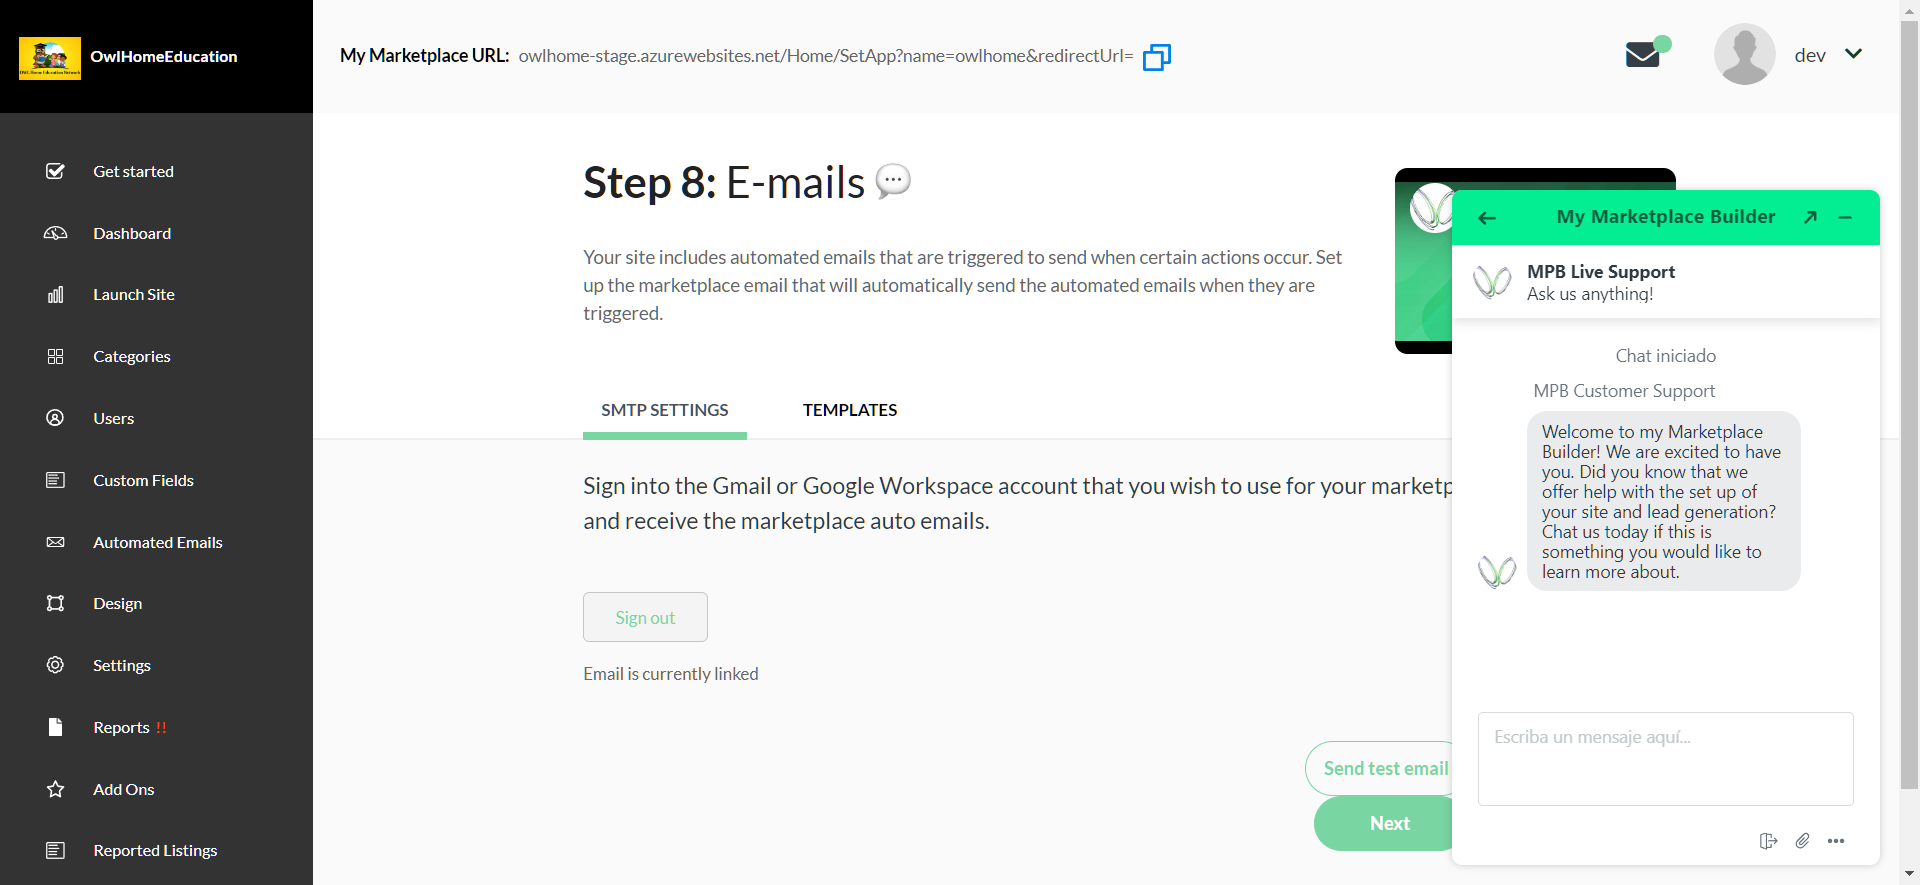 OwlHomeEducation
My Marketplace URL: owlhome-stage.azurewebsites.net/Home/SetApp?name=owlhome&redirectUrl=
dev
Get started
Dashboard
Launch Site
Categories
Users
Custom Fields
Automated Emails
Design
Settings
Reports !!
Add Ons
Reported Listings
Step 8: E-mails
Your site includes automated emails that are triggered to send when certain actions occur. Set
up the marketplace email that will automatically send the automated emails when they are
triggered.
SMTP SETTINGS
TEMPLATES
Sign into the Gmail or Google Workspace account that you wish to use for your marketp
and receive the marketplace auto emails.
Sign out
Email is currently linked
Send test email
Next
My Marketplace Builder
MPB Live Support
Ask us anything!
Chat iniciado
MPB Customer Support
Welcome to my Marketplace
Builder! We are excited to have
you. Did you know that we
offer help with the set up of
your site and lead generation?
Chat us today if this is
something you would like to
learn more about.
Escriba un mensaje aquí...